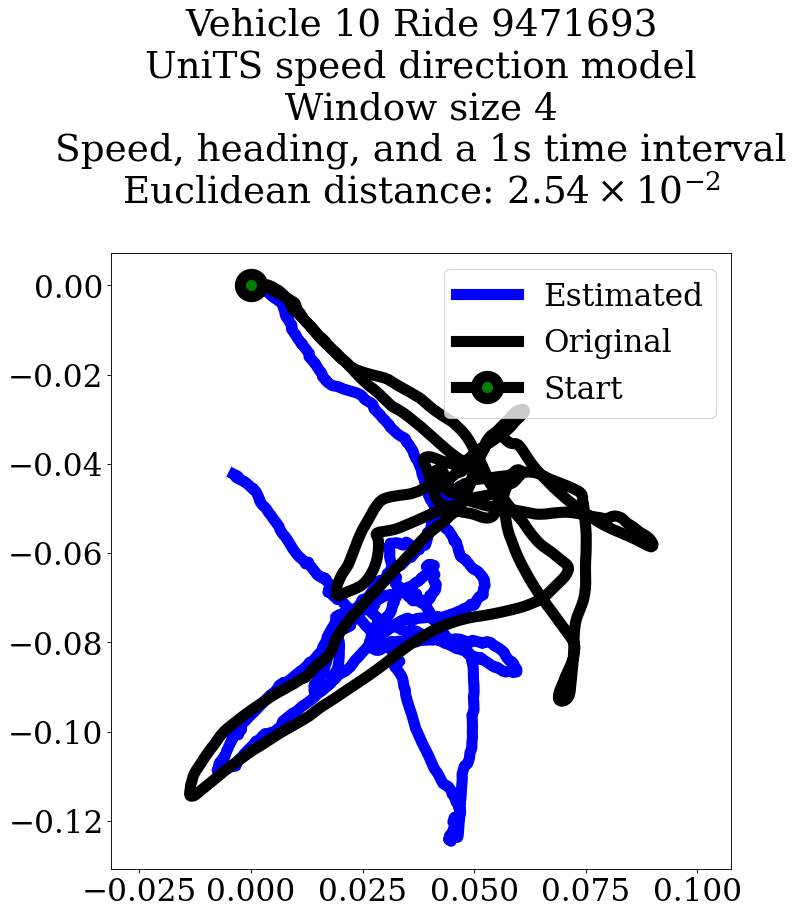 Vehicle 10 Ride 9471693
UniTS speed direction model
Window size 4
Speed, heading, and a 1s time interval
Euclidean distance: 2.54 × 10⁻²
Estimated
Original
Start
0.00
−0.02
−0.04
−0.06
−0.08
−0.10
−0.12
−0.025 0.000 0.025 0.050 0.075 0.100